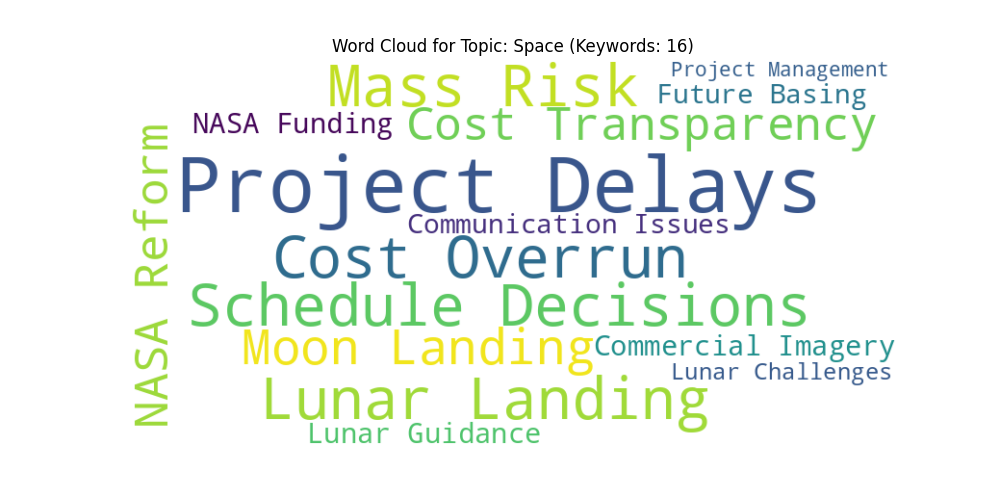 Word Cloud for Topic: Space (Keywords: 16)
Mass Risk
Project Management
Future Basing
NASA Funding
Cost Transparency
NASA Reform
Project Delays
Communication Issues
Cost Overrun
Schedule Decisions
Moon Landing
Commercial Imagery
Lunar Challenges
Lunar Landing
Lunar Guidance